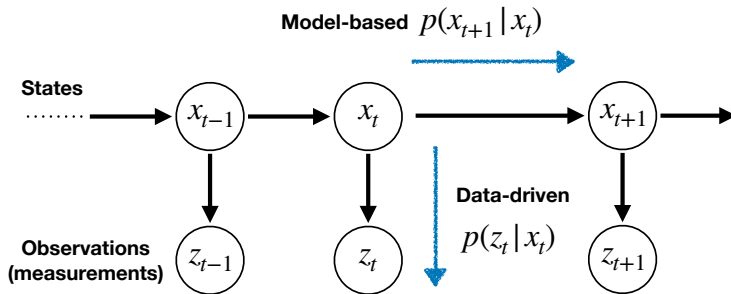 Model-based p(x_{t+1} | x_t)
States
........
x_{t−1}
x_t
x_{t+1}
Data-driven
p(z_t | x_t)
Observations
(measurements)
z_{t−1}
z_t
z_{t+1}